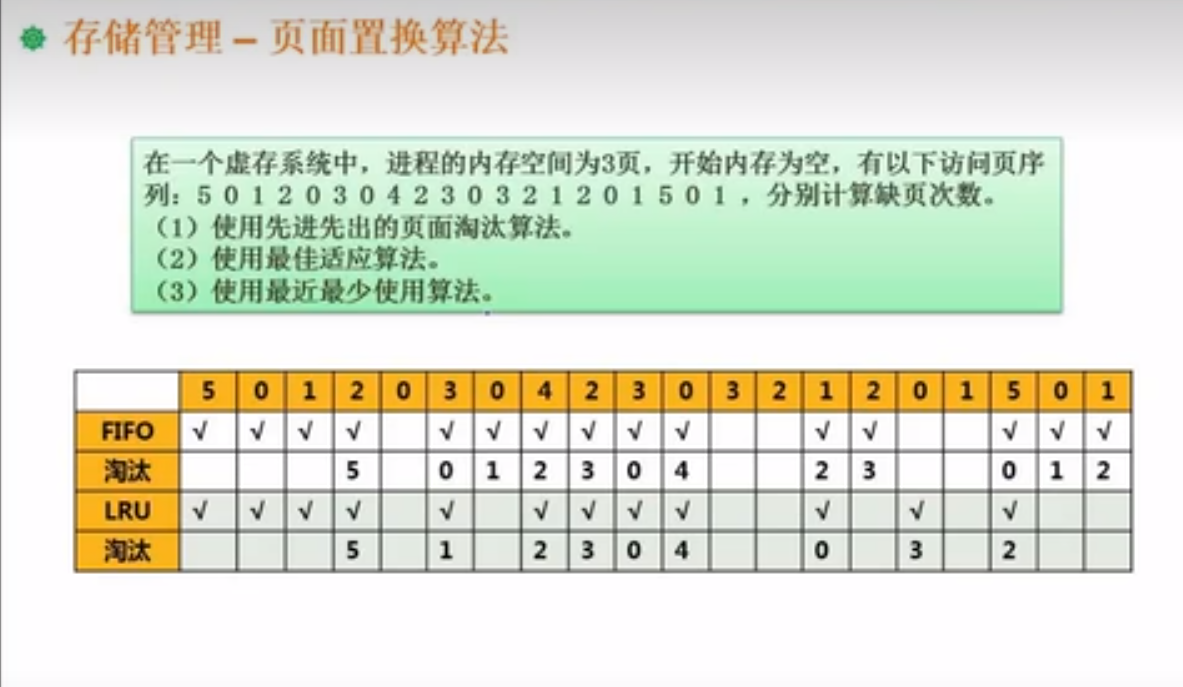 存储管理 – 页面置换算法
在一个虚存系统中，进程的内存空间为3页，开始内存为空，有以下访问页序
列：5 0 1 2 0 3 0 4 2 3 0 3 2 1 2 0 1 5 0 1，分别计算缺页次数。
（1）使用先进先出的页面淘汰算法。
（2）使用最佳适应算法。
（3）使用最近最少使用算法。
5 0 1 2 0 3 0 4 2 3 0 3 2 1 2 0 1 5 0 1
FIFO √ √ √ √ √ √ √ √ √ √ √ √ √ √ √
淘汰 5 0 1 2 3 0 4 2 3 0 1 2
LRU √ √ √ √ √ √ √ √ √ √ √ √
淘汰 5 1 2 3 0 4 0 3 2